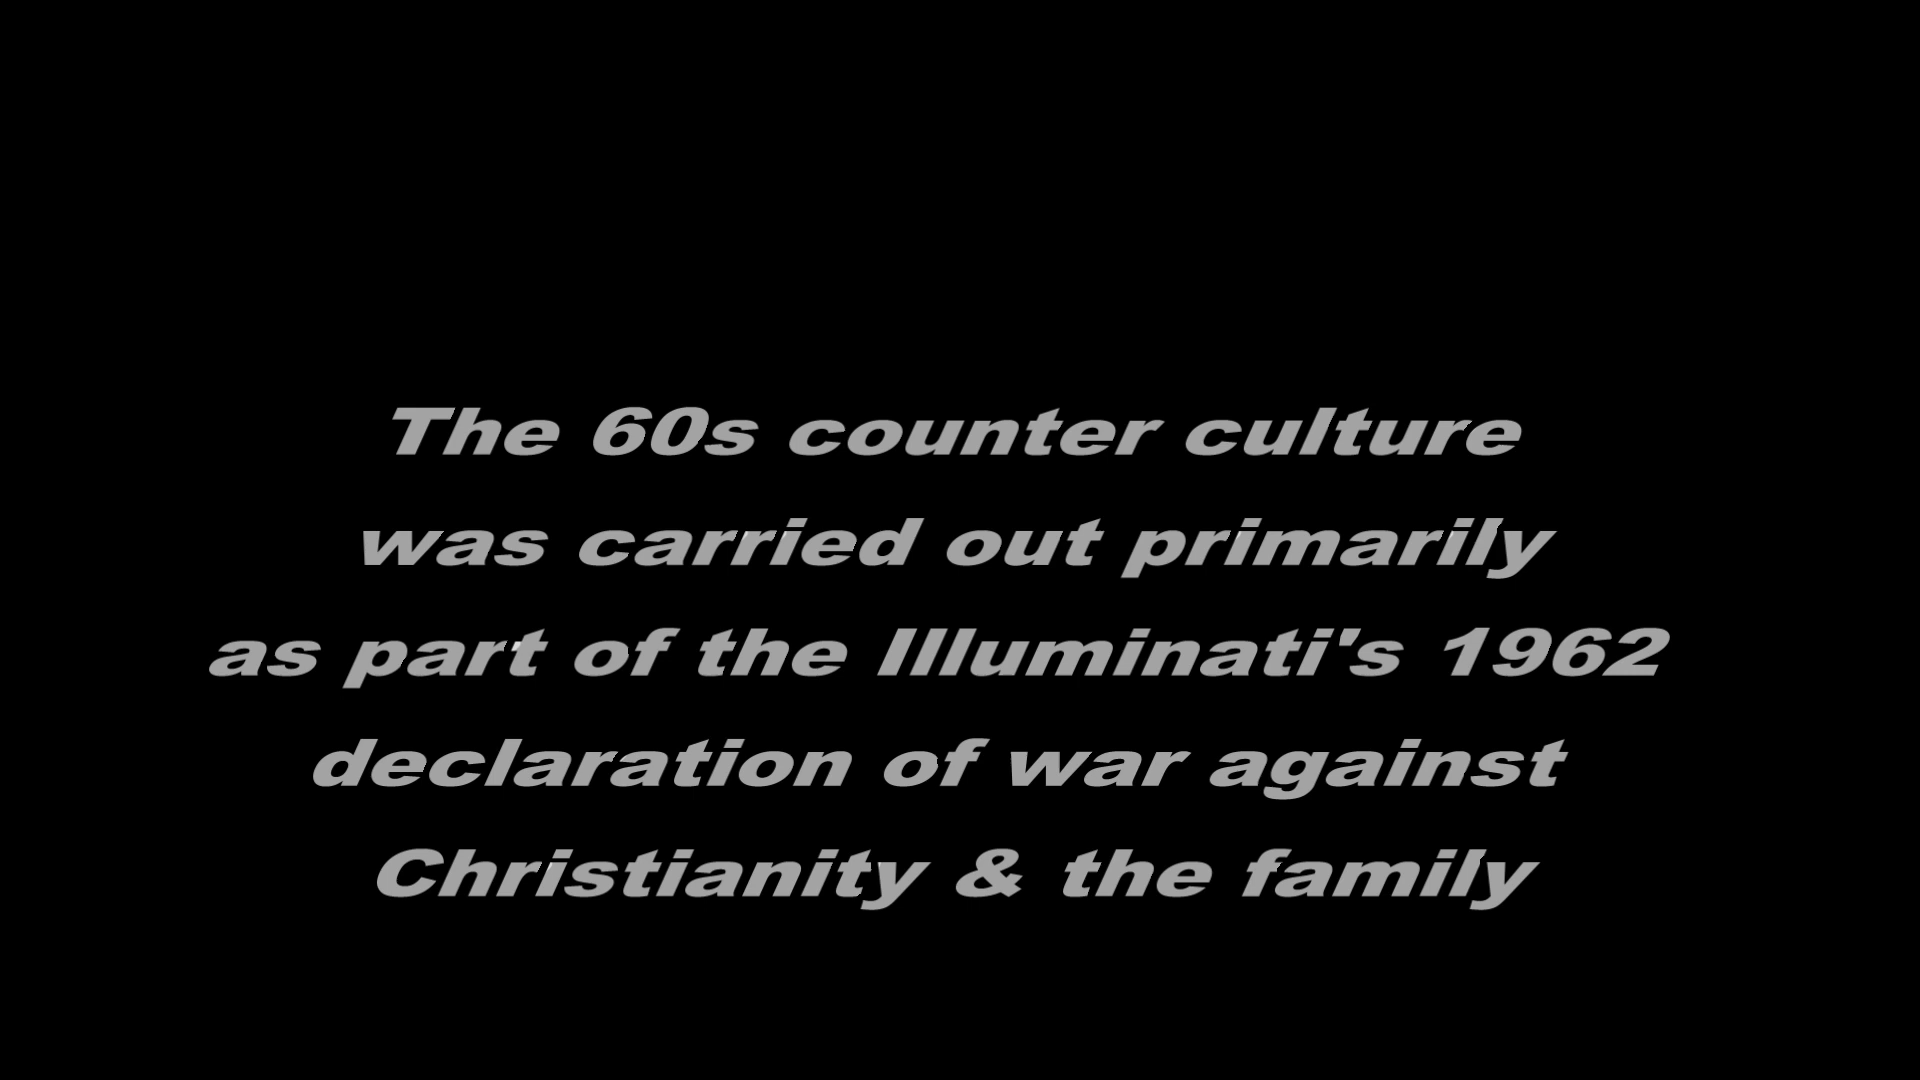 The 60s counter culture
was carried out primarily
as part of the Illuminati's 1962
declaration of war against
Christianity & the family